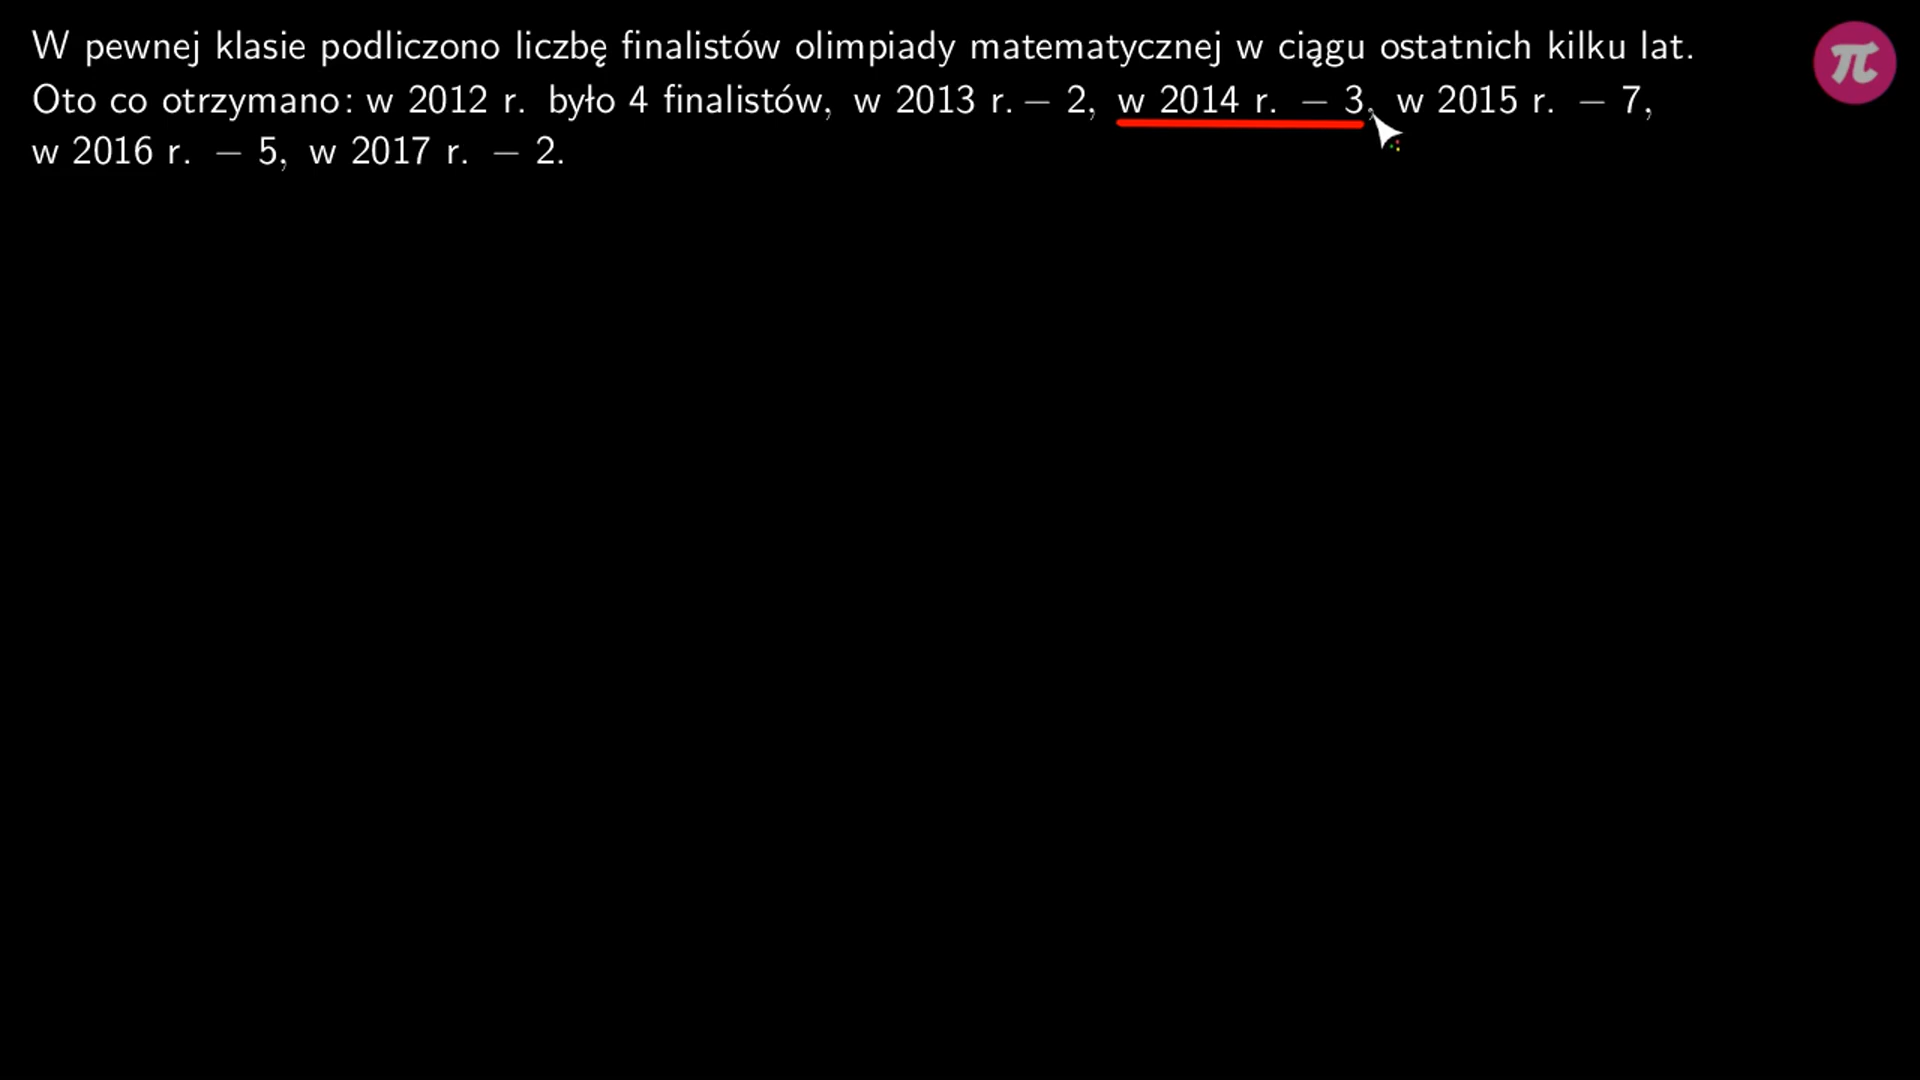 W pewnej klasie podliczono liczbę finalistów olimpiady matematycznej w ciągu ostatnich kilku lat.
Oto co otrzymano: w 2012 r. było 4 finalistów, w 2013 r. – 2, w 2014 r. – 3, w 2015 r. – 7,
w 2016 r. – 5, w 2017 r. – 2.
π